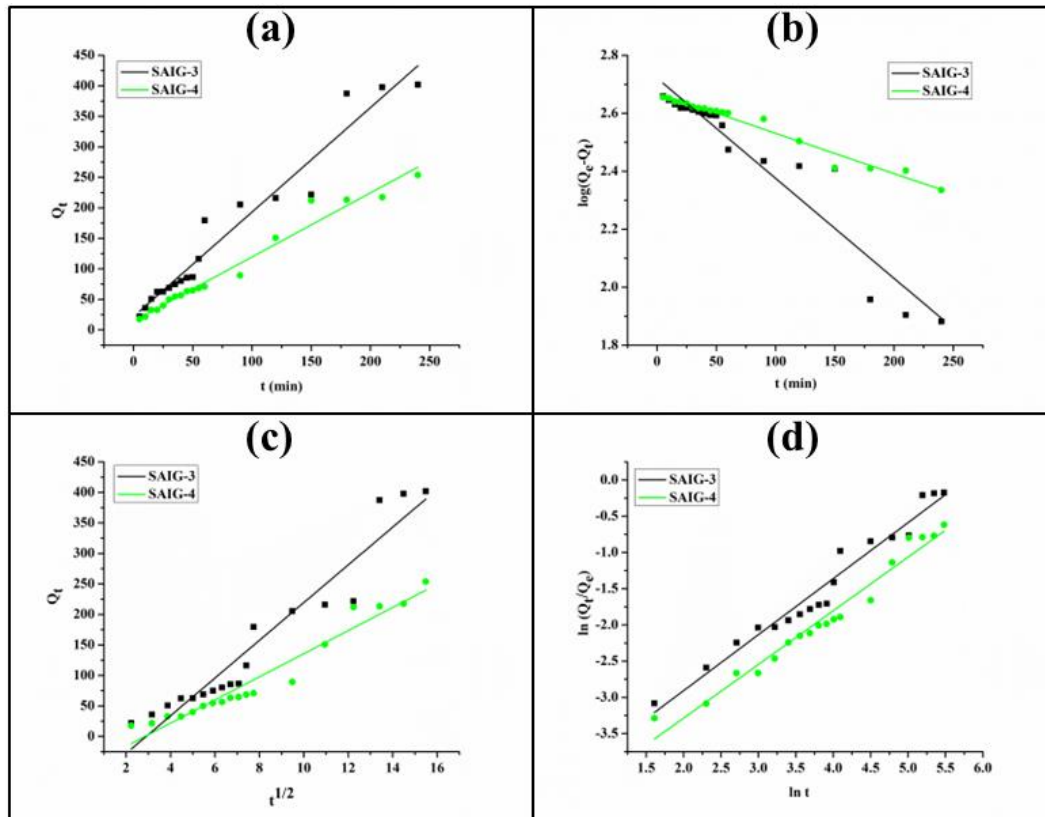 (a)
450
400
350
300
250
200
150
100
50
0
Qt
SAIG-3
SAIG-4
0 50 100 150 200 250
t (min)
(b)
2.8
2.6
2.4
2.2
2.0
1.8
log(Qe-Qt)
SAIG-3
SAIG-4
0 50 100 150 200 250
t (min)
(c)
450
400
350
300
250
200
150
100
50
0
Qt
SAIG-3
SAIG-4
2 4 6 8 10 12 14 16
t1/2
(d)
0.0
-0.5
-1.0
-1.5
-2.0
-2.5
-3.0
-3.5
ln (Qt/Qe)
SAIG-3
SAIG-4
1.5 2.0 2.5 3.0 3.5 4.0 4.5 5.0 5.5 6.0
ln t